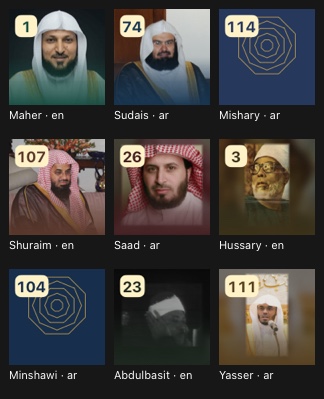 1
74
114
Maher · en
Sudais · ar
Mishary · ar
107
26
3
Shuraim · en
Saad · ar
Hussary · en
104
23
111
Minshawi · ar
Abdulbasit · en
Yasser · ar